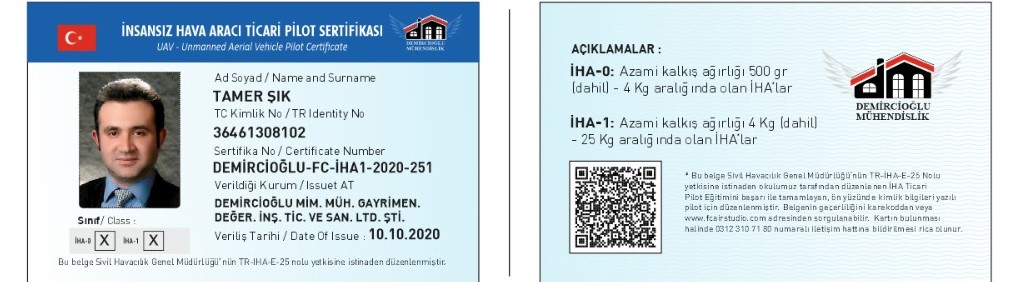 İNSANSIZ HAVA ARACI TİCARİ PİLOT SERTİFİKASI
UAV - Unmanned Aerial Vehicle Pilot Certificate
DEMİRCİOĞLU
MÜHENDİSLİK
Ad Soyad / Name and Surname
TAMER ŞIK
TC Kimlik No / TR Identity No
36461308102
Sertifika No / Certificate Number
DEMİRCİOĞLU-FC-İHA1-2020-251
Verildiği Kurum / Issuet AT
DEMİRCİOĞLU MİM. MÜH. GAYRİMEN.
DEĞER. İNŞ. TİC. VE SAN. LTD. ŞTİ.
Veriliş Tarihi / Date Of Issue : 10.10.2020
Sınıf/ Class :
İHA-0 X İHA-1 X
Bu belge Sivil Havacılık Genel Müdürlüğü'nün TR-IHA-E-25 nolu yetkisine istinaden düzenlenmiştir.
AÇIKLAMALAR :
İHA-0: Azami kalkış ağırlığı 500 gr
(dahil) - 4 Kg aralığında olan İHA'lar
İHA-1: Azami kalkış ağırlığı 4 Kg (dahil)
- 25 Kg aralığında olan İHA'lar
DEMİRCİOĞLU
MÜHENDİSLİK
* Bu belge Sivil Havacılık Genel Müdürlüğü'nün TR-İHA-E-25 Nolu
yetkisine istinaden okulumuz tarafından düzenlenen İHA Ticari
Pilot Eğitimini başarı ile tamamlayan, ön yüzünde kimlik bilgileri yazılı
pilot için düzenlenmiştir. Belgenin geçerliliğini karekoddan veya
www.fcairstudio.com adresinden sorgulanabilir. Kartın bulunması
halinde 0312 310 71 80 numaralı iletişim hattına bildirilmesi rica olunur.